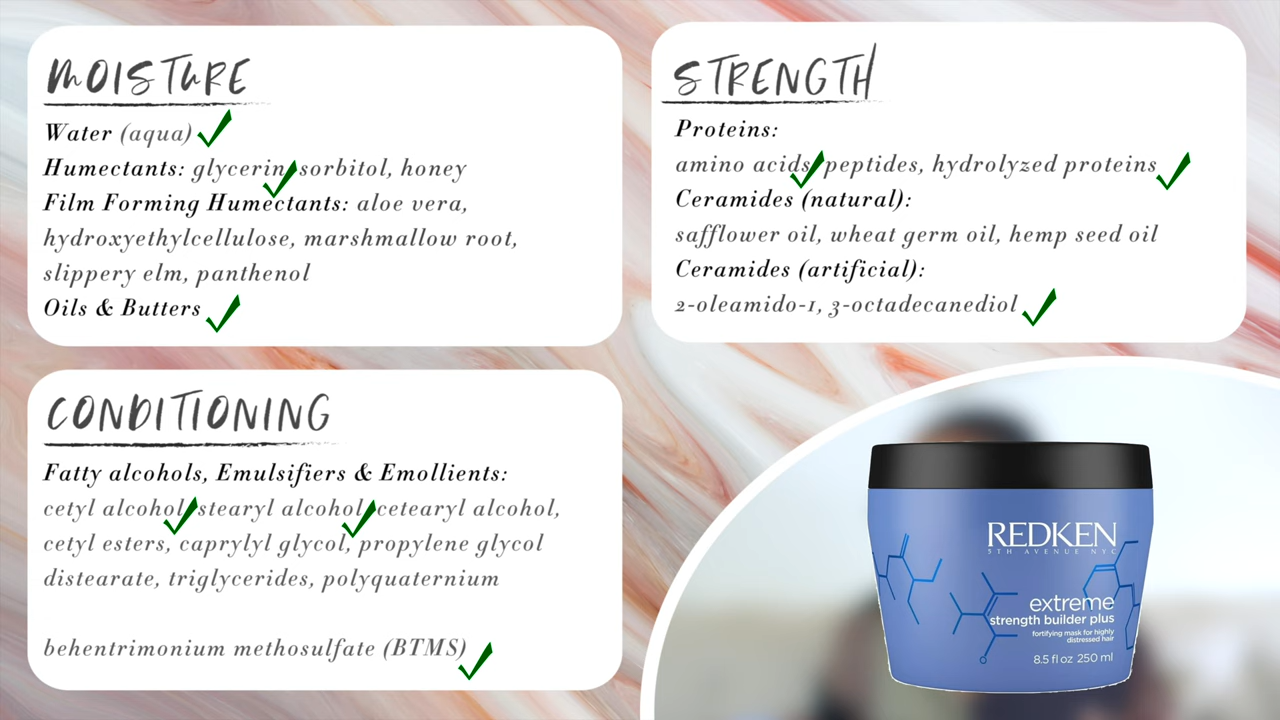 MOISTURE
Water (aqua)
Humectants: glycerin, sorbitol, honey
Film Forming Humectants: aloe vera,
hydroxyethylcellulose, marshmallow root,
slippery elm, panthenol
Oils & Butters
STRENGTH
Proteins:
amino acids, peptides, hydrolyzed proteins
Ceramides (natural):
safflower oil, wheat germ oil, hemp seed oil
Ceramides (artificial):
2-oleamido-1, 3-octadecanediol
CONDITIONING
Fatty alcohols, Emulsifiers & Emollients:
cetyl alcohol, stearyl alcohol, cetearyl alcohol,
cetyl esters, caprylyl glycol, propylene glycol
distearate, triglycerides, polyquaternium
behentrimonium methosulfate (BTMS)
REDKEN
5TH AVENUE NYC
extreme
strength builder plus
fortifying mask for highly
distressed hair
8.5 fl oz 250 ml